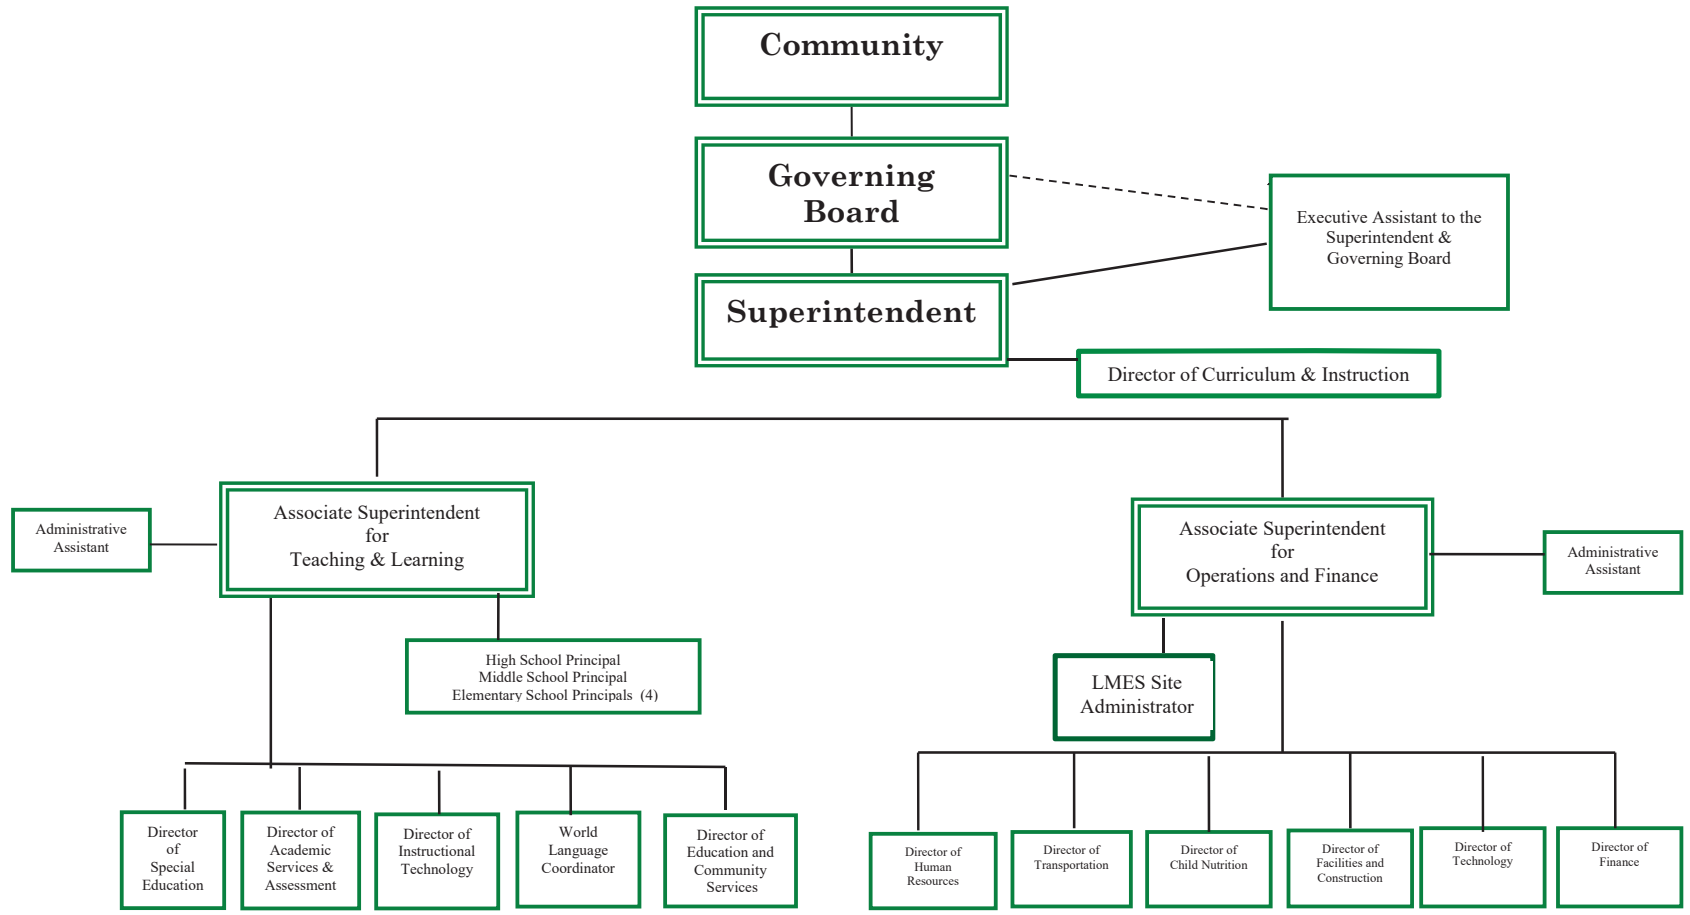 Community
Governing
Board
Executive Assistant to the
Superintendent &
Governing Board
Superintendent
Director of Curriculum & Instruction
Administrative
Assistant
Associate Superintendent
for
Teaching & Learning
Associate Superintendent
for
Operations and Finance
Administrative
Assistant
High School Principal
Middle School Principal
Elementary School Principals (4)
LMES Site
Administrator
Director
of
Special
Education
Director of
Academic
Services &
Assessment
Director of
Instructional
Technology
World
Language
Coordinator
Director of
Education and
Community
Services
Director of
Human
Resources
Director of
Transportation
Director of
Child Nutrition
Director of
Facilities and
Construction
Director of
Technology
Director of
Finance